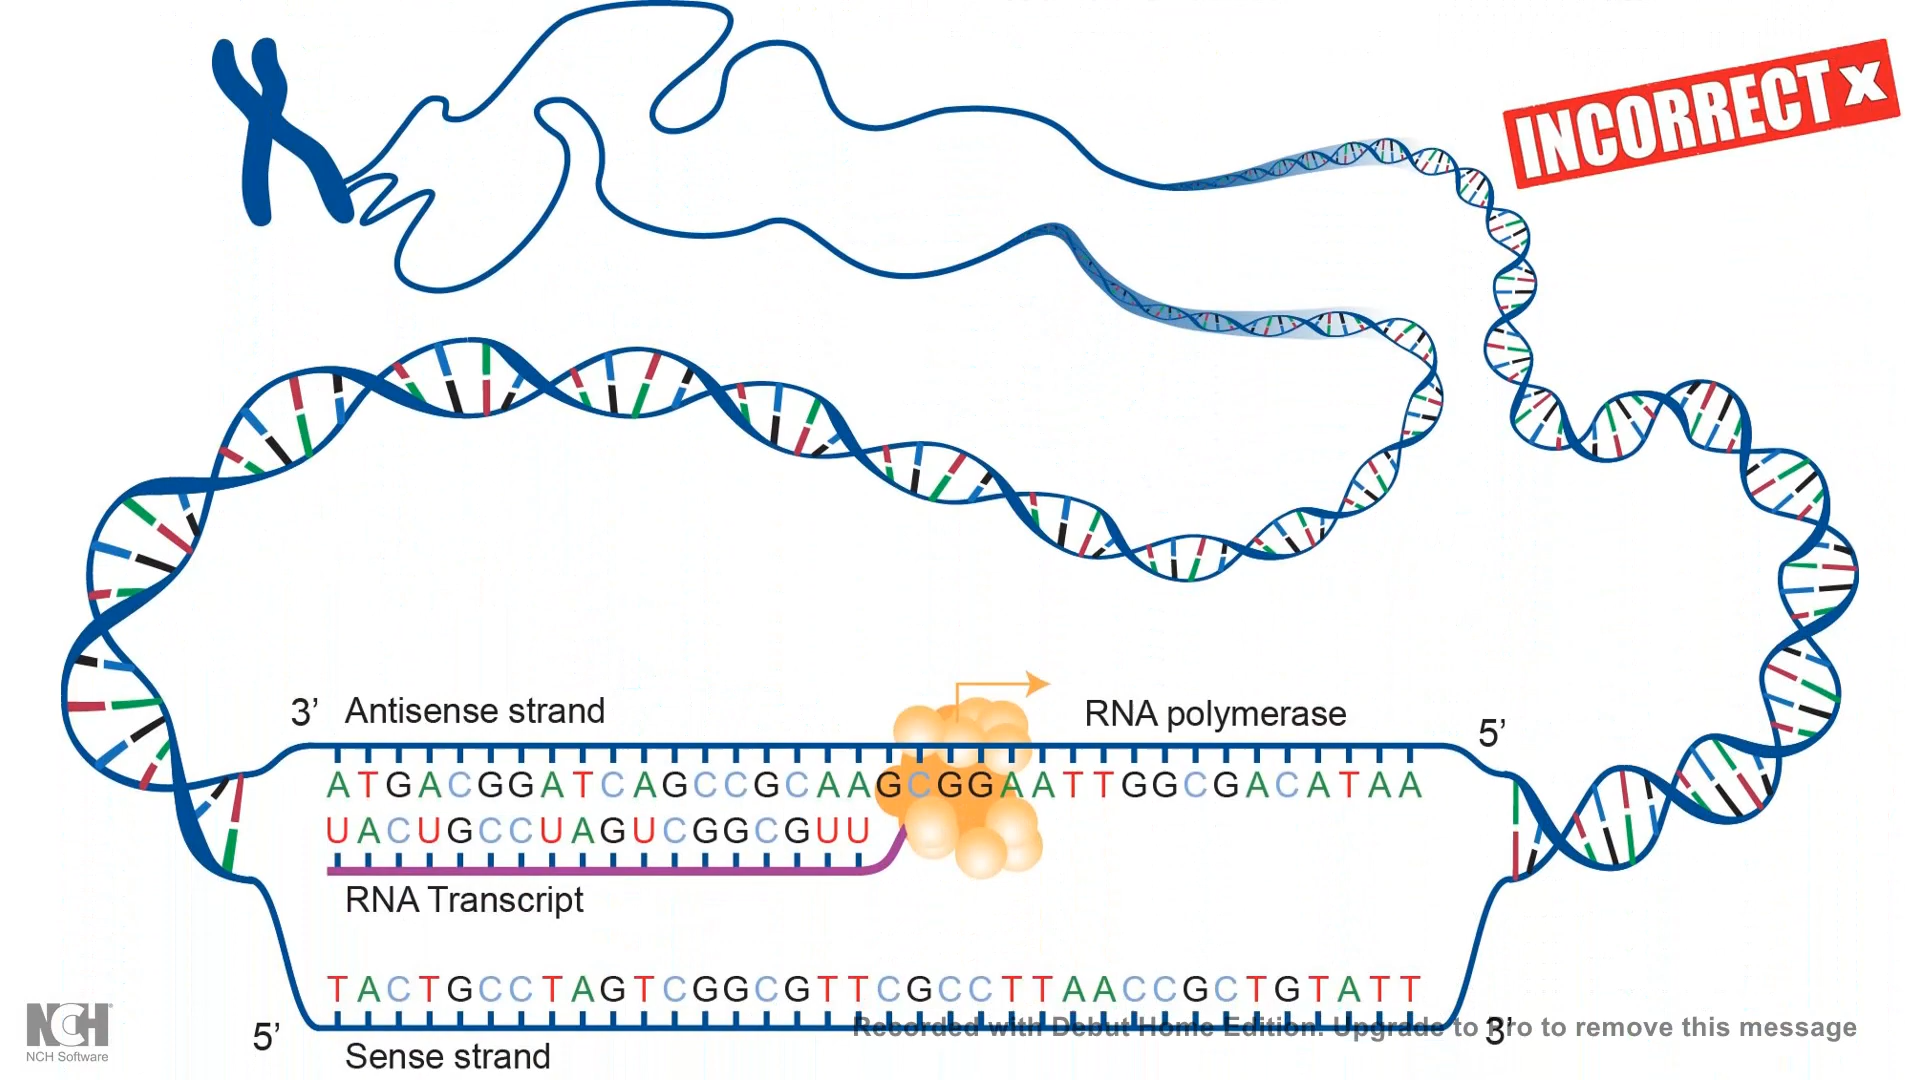 INCORRECT x
3’ Antisense strand
RNA polymerase
5’
ATGACGGATCAGCCGCAAGCGGAATTGGCGACATAA
UACUGCCUAGUCGGCGUU
RNA Transcript
TACTGCCTAGTCGGCGTTCGCCTTAACCGCTGTATT
5’
3’
Sense strand
NCH
NCH Software
Recorded with Debut Home Edition. Upgrade to Pro to remove this message